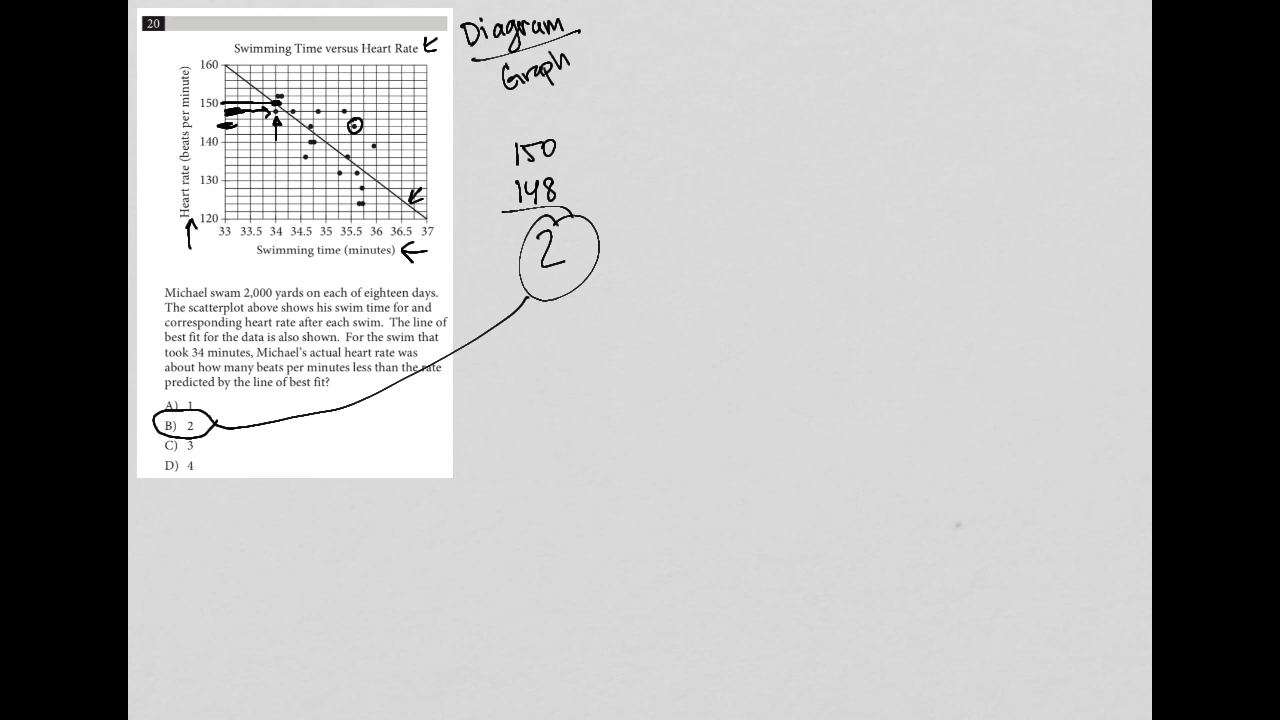 20
Diagram
Graph
Swimming Time versus Heart Rate
Heart rate (beats per minute)
160
150
140
130
120
33 33.5 34 34.5 35 35.5 36 36.5 37
Swimming time (minutes)
150
148
2
Michael swam 2,000 yards on each of eighteen days.
The scatterplot above shows his swim time for and
corresponding heart rate after each swim. The line of
best fit for the data is also shown. For the swim that
took 34 minutes, Michael's actual heart rate was
about how many beats per minutes less than the rate
predicted by the line of best fit?
A) 1
B) 2
C) 3
D) 4